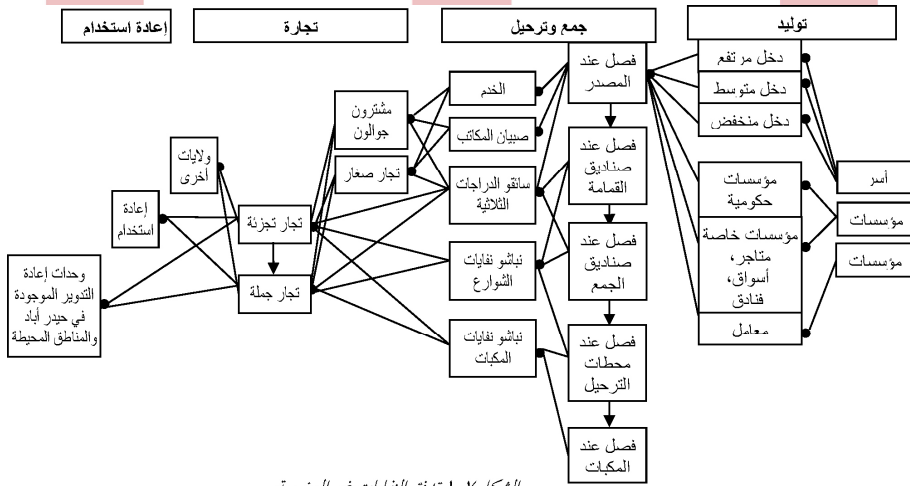 توليد
جمع وترحيل
تجارة
إعادة استخدام
دخل مرتفع
دخل متوسط
دخل منخفض
مؤسسات
حكومية
مؤسسات خاصة
متاجر،
أسواق،
فنادق
معامل
أسر
مؤسسات
مؤسسات
فصل عند
المصدر
فصل عند
صناديق
القمامة
فصل عند
صناديق
الجمع
فصل عند
محطات
الترحيل
فصل عند
المكبات
الخدم
صبيان المكاتب
سائقو الدراجات
الثلاثية
نباشو نفايات
الشوارع
نباشو نفايات
المكبات
مشترون
جوالون
تجار صغار
تجار تجزئة
تجار جملة
ولايات
أخرى
إعادة
استخدام
وحدات إعادة
التدوير الموجودة
في حيدر أباد
والمناطق المحيطة